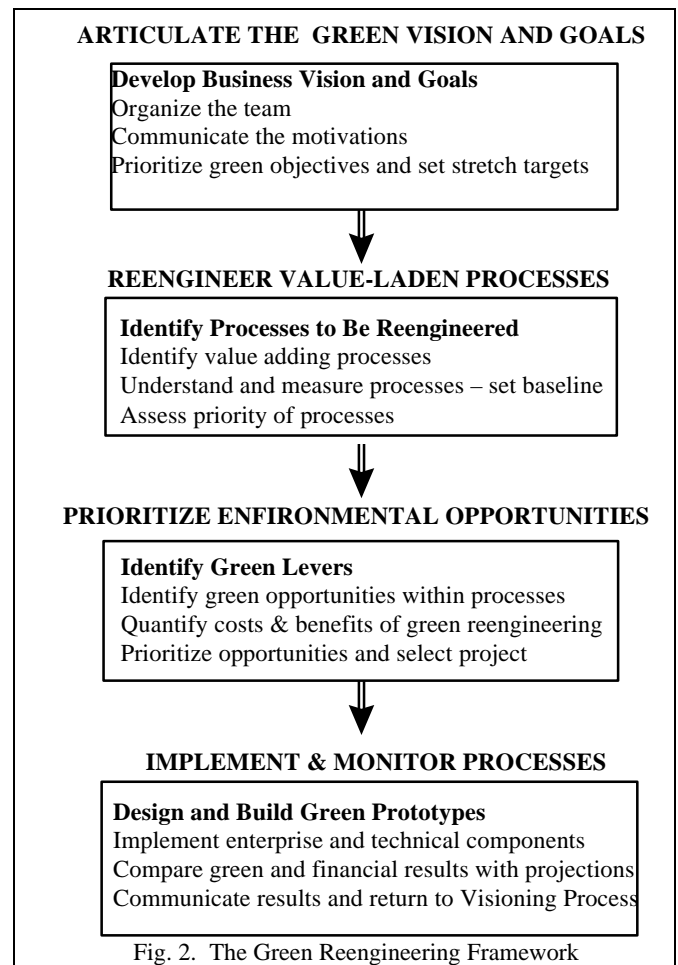 ARTICULATE THE GREEN VISION AND GOALS
Develop Business Vision and Goals
Organize the team
Communicate the motivations
Prioritize green objectives and set stretch targets
REENGINEER VALUE-LADEN PROCESSES
Identify Processes to Be Reengineered
Identify value adding processes
Understand and measure processes – set baseline
Assess priority of processes
PRIORITIZE ENFIRONMENTAL OPPORTUNITIES
Identify Green Levers
Identify green opportunities within processes
Quantify costs & benefits of green reengineering
Prioritize opportunities and select project
IMPLEMENT & MONITOR PROCESSES
Design and Build Green Prototypes
Implement enterprise and technical components
Compare green and financial results with projections
Communicate results and return to Visioning Process
Fig. 2. The Green Reengineering Framework